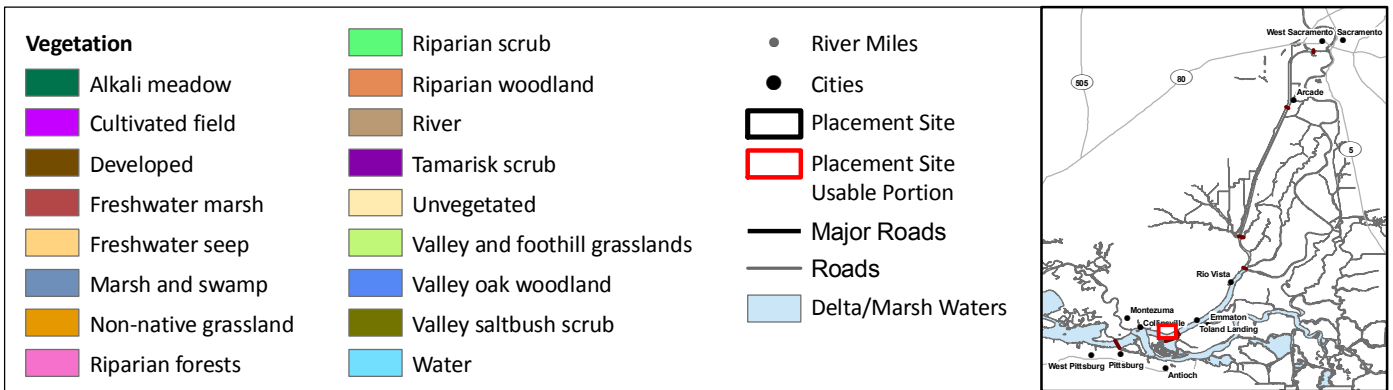 Vegetation
Alkali meadow
Cultivated field
Developed
Freshwater marsh
Freshwater seep
Marsh and swamp
Non-native grassland
Riparian forests
Riparian scrub
Riparian woodland
River
Tamarisk scrub
Unvegetated
Valley and foothill grasslands
Valley oak woodland
Valley saltbush scrub
Water
River Miles
Cities
Placement Site
Placement Site
Usable Portion
Major Roads
Roads
Delta/Marsh Waters
West Sacramento
Sacramento
505
80
Arcade
5
Rio Vista
Montezuma
Collinsville
Emmaton
Toland Landing
West Pittsburg
Pittsburg
Antioch